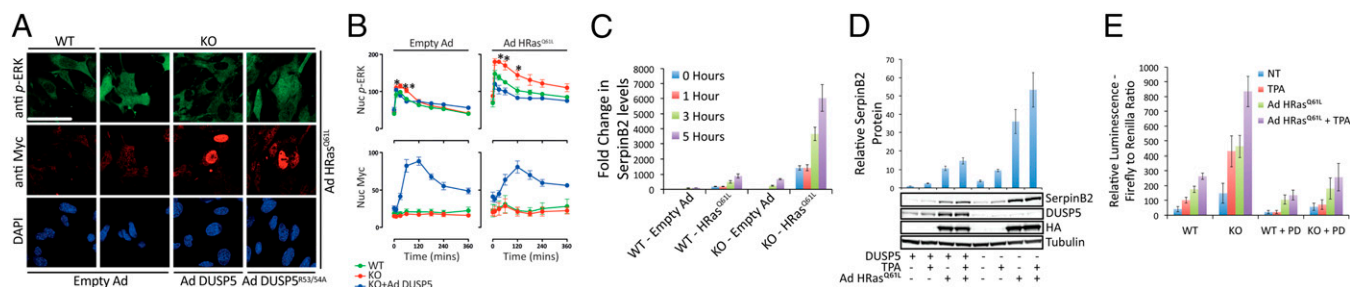 A
WT
KO
anti p-ERK
anti Myc
DAPI
Ad HRasQ61L
Empty Ad
Ad DUSP5
Ad DUSP5R53/54A
B
Empty Ad
Ad HRasQ61L
Nuc p-ERK
200
100
0
Nuc Myc
100
50
0
0
120
240
360
0
120
240
360
Time (mins)
Time (mins)
WT
KO
KO+Ad DUSP5
C
Fold Change in
SerpinB2 levels
8000
7000
6000
5000
4000
3000
2000
1000
0
0 Hours
1 Hour
3 Hours
5 Hours
WT - Empty Ad
WT - HRasQ61L
KO - Empty Ad
KO - HRasQ61L
D
Relative SerpinB2
Protein
70
60
50
40
30
20
10
0
SerpinB2
DUSP5
HA
Tubulin
DUSP5 + + + + - - - -
TPA - + - + - + - +
Ad HRasQ61L - - + + - - + +
E
Relative Luminescence -
Firefly to Renilla Ratio
1000
900
800
700
600
500
400
300
200
100
0
NT
TPA
Ad HRasQ61L
Ad HRasQ61L + TPA
WT
KO
WT + PD
KO + PD